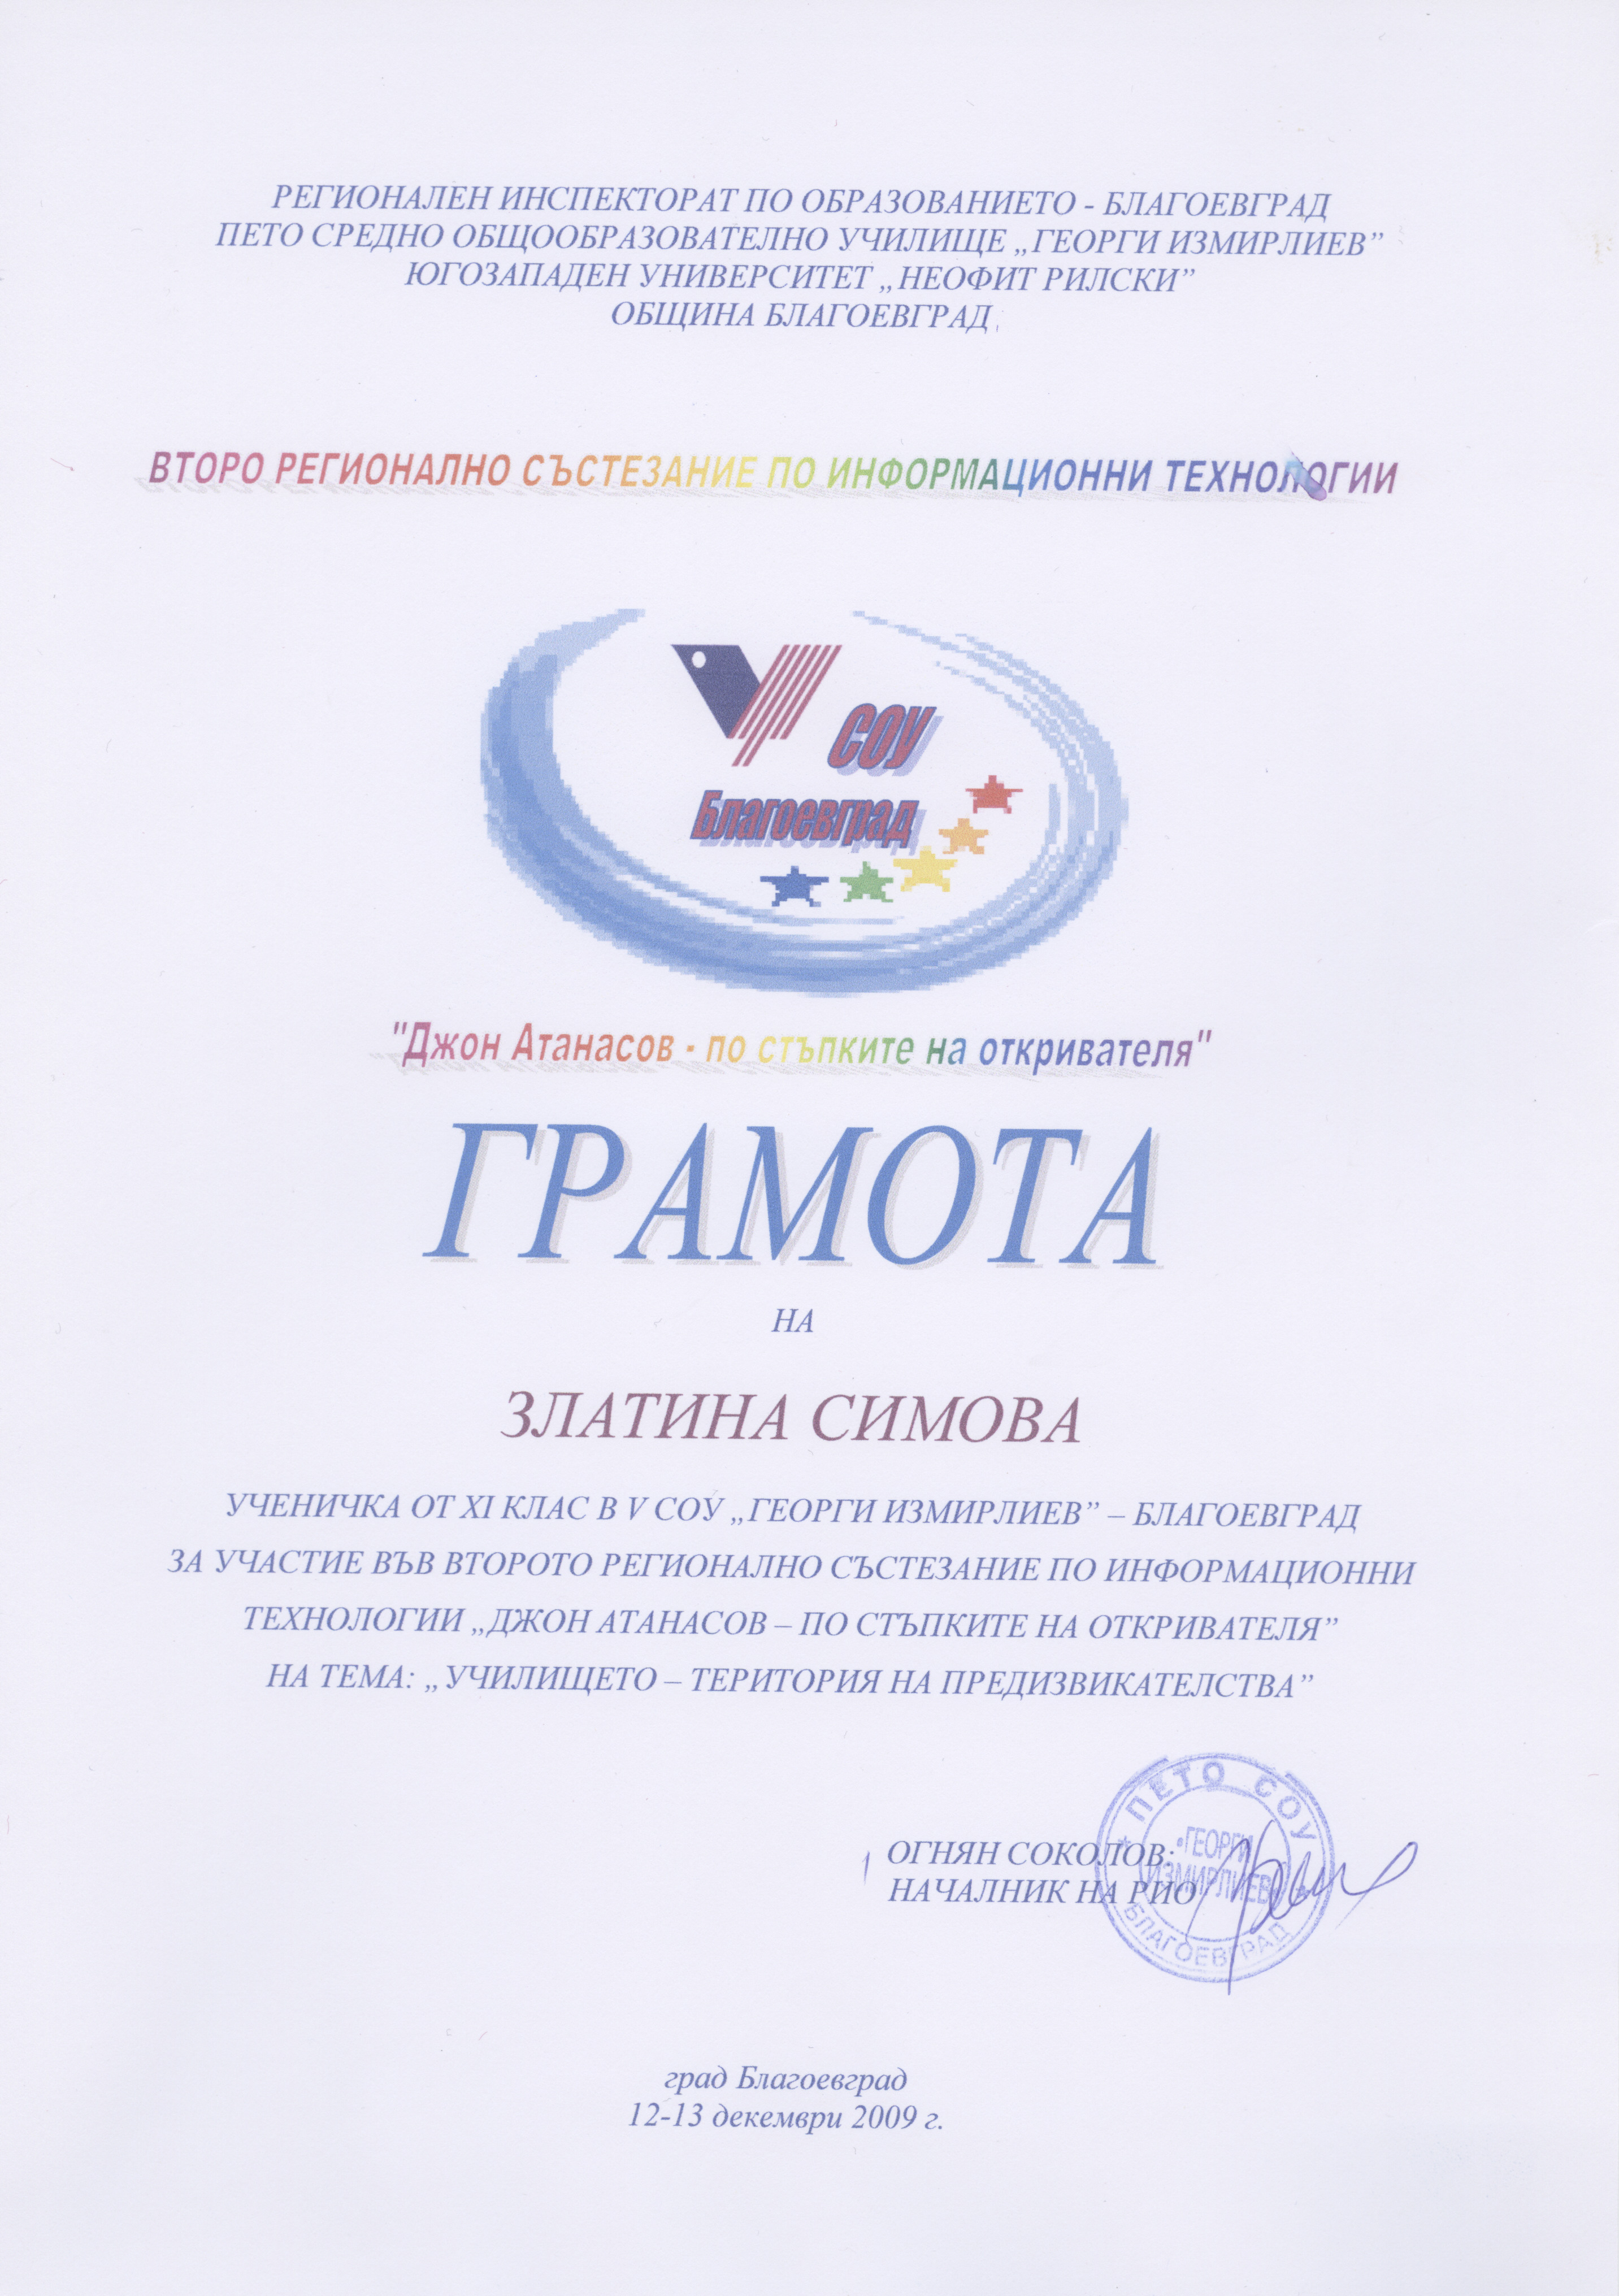 РЕГИОНАЛЕН ИНСПЕКТОРАТ ПО ОБРАЗОВАНИЕТО - БЛАГОЕВГРАД
ПЕТО СРЕДНО ОБЩООБРАЗОВАТЕЛНО УЧИЛИЩЕ „ГЕОРГИ ИЗМИРЛИЕВ”
ЮГОЗАПАДЕН УНИВЕРСИТЕТ „НЕОФИТ РИЛСКИ”
ОБЩИНА БЛАГОЕВГРАД
ВТОРО РЕГИОНАЛНО СЪСТЕЗАНИЕ ПО ИНФОРМАЦИОННИ ТЕХНОЛОГИИ
V СОУ
Благоевград
"Джон Атанасов - по стъпките на откривателя"
ГРАМОТА
НА
ЗЛАТИНА СИМОВА
УЧЕНИЧКА ОТ XI КЛАС В V СОУ „ГЕОРГИ ИЗМИРЛИЕВ” – БЛАГОЕВГРАД
ЗА УЧАСТИЕ ВЪВ ВТОРОТО РЕГИОНАЛНО СЪСТЕЗАНИЕ ПО ИНФОРМАЦИОННИ
ТЕХНОЛОГИИ „ДЖОН АТАНАСОВ – ПО СТЪПКИТЕ НА ОТКРИВАТЕЛЯ”
НА ТЕМА: „УЧИЛИЩЕТО – ТЕРИТОРИЯ НА ПРЕДИЗВИКАТЕЛСТВА”
ОГНЯН СОКОЛОВ:
НАЧАЛНИК НА РИО
ПЕТО СОУ
ГЕОРГИ
ИЗМИРЛИЕВ
БЛАГОЕВГРАД
град Благоевград
12-13 декември 2009 г.